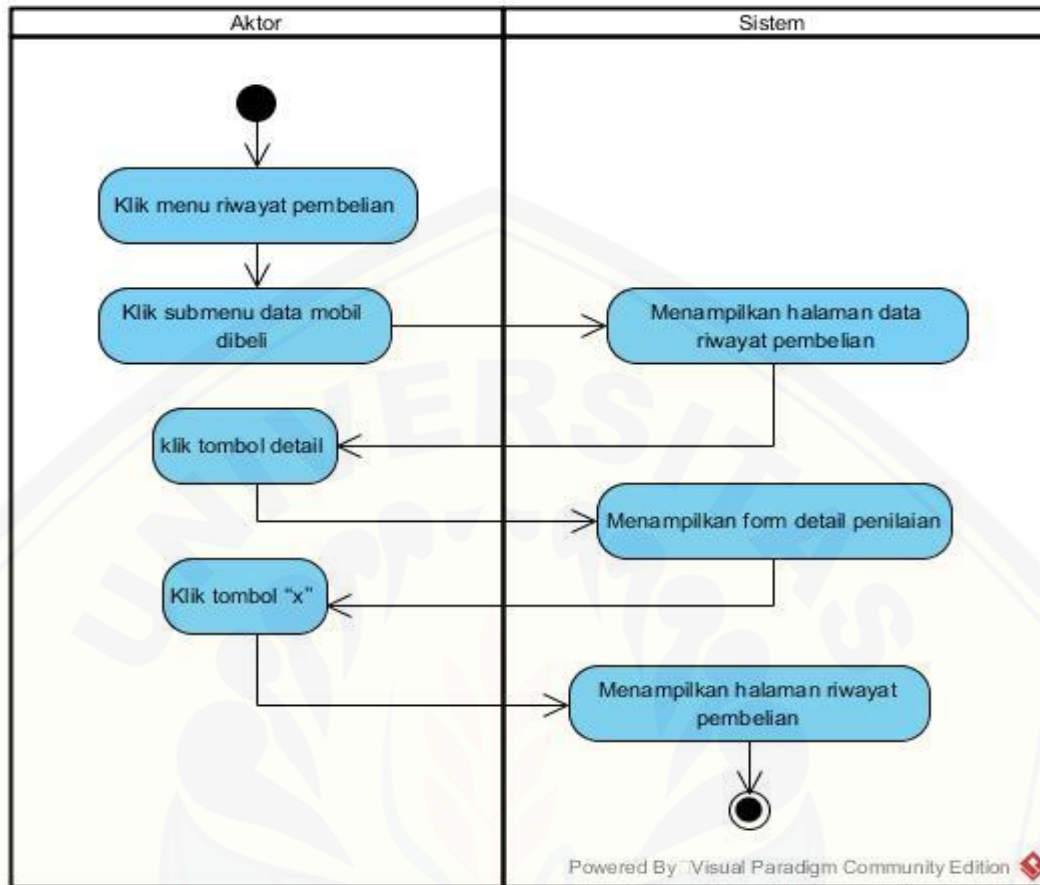 Aktor
Sistem
Klik menu riwayat pembelian
Klik submenu data mobil
dibeli
Menampilkan halaman data
riwayat pembelian
klik tombol detail
Menampilkan form detail penilaian
Klik tombol "x"
Menampilkan halaman riwayat
pembelian
UNIVERSITAS
Powered By Visual Paradigm Community Edition